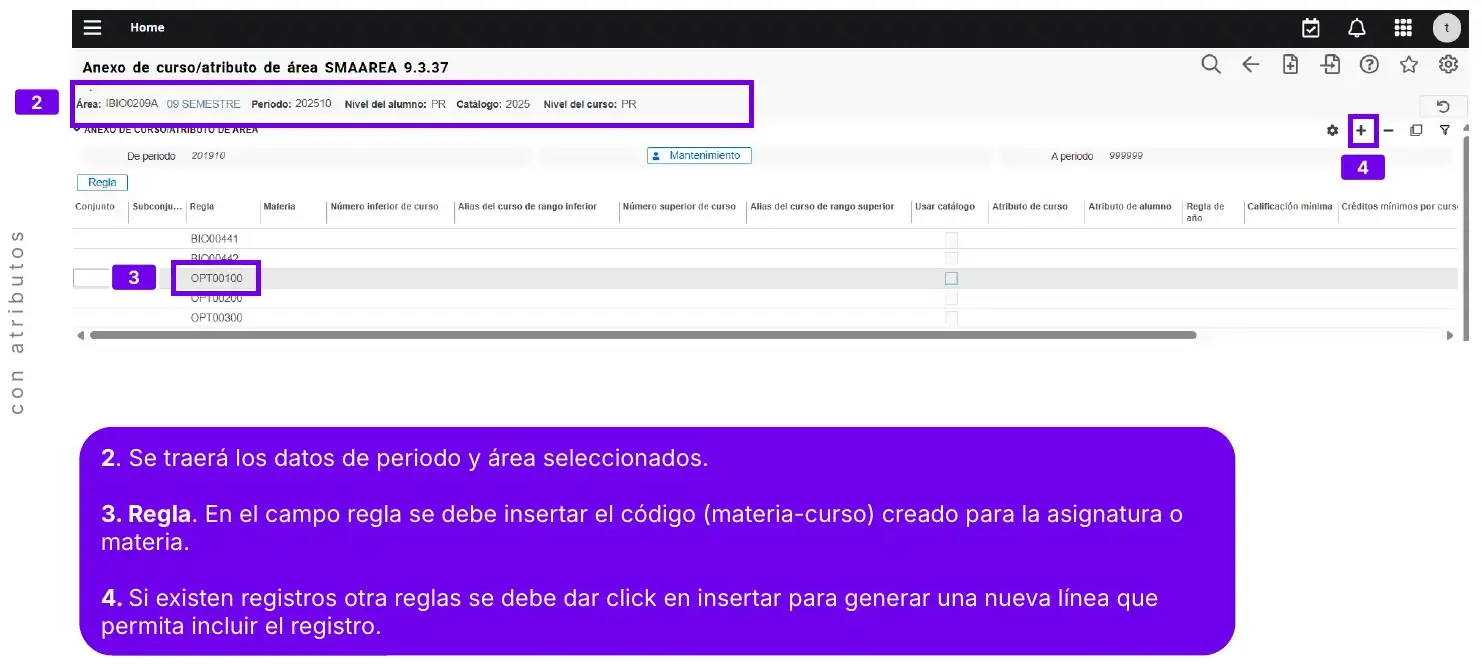 Home
t
Anexo de curso/atributo de área SMAAREA 9.3.37
2
Área: IBIO0209A 09 SEMESTRE Periodo: 202510 Nivel del alumno: PR Catálogo: 2025 Nivel del curso: PR
ANEXO DE CURSO/ATRIBUTO DE ÁREA
De periodo 201910 Mantenimiento A periodo 999999
4
Regla
Conjunto Subconju... Regla Materia Número inferior de curso Alias del curso de rango inferior Número superior de curso Alias del curso de rango superior Usar catálogo Atributo de curso Atributo de alumno Regla de año Calificación mínima Créditos mínimos por curs
BIO00441
BIO00442
3 OPT00100
OPT00200
OPT00300
con atributos
2. Se traerá los datos de periodo y área seleccionados.
3. Regla. En el campo regla se debe insertar el código (materia-curso) creado para la asignatura o
materia.
4. Si existen registros otra reglas se debe dar click en insertar para generar una nueva línea que
permita incluir el registro.